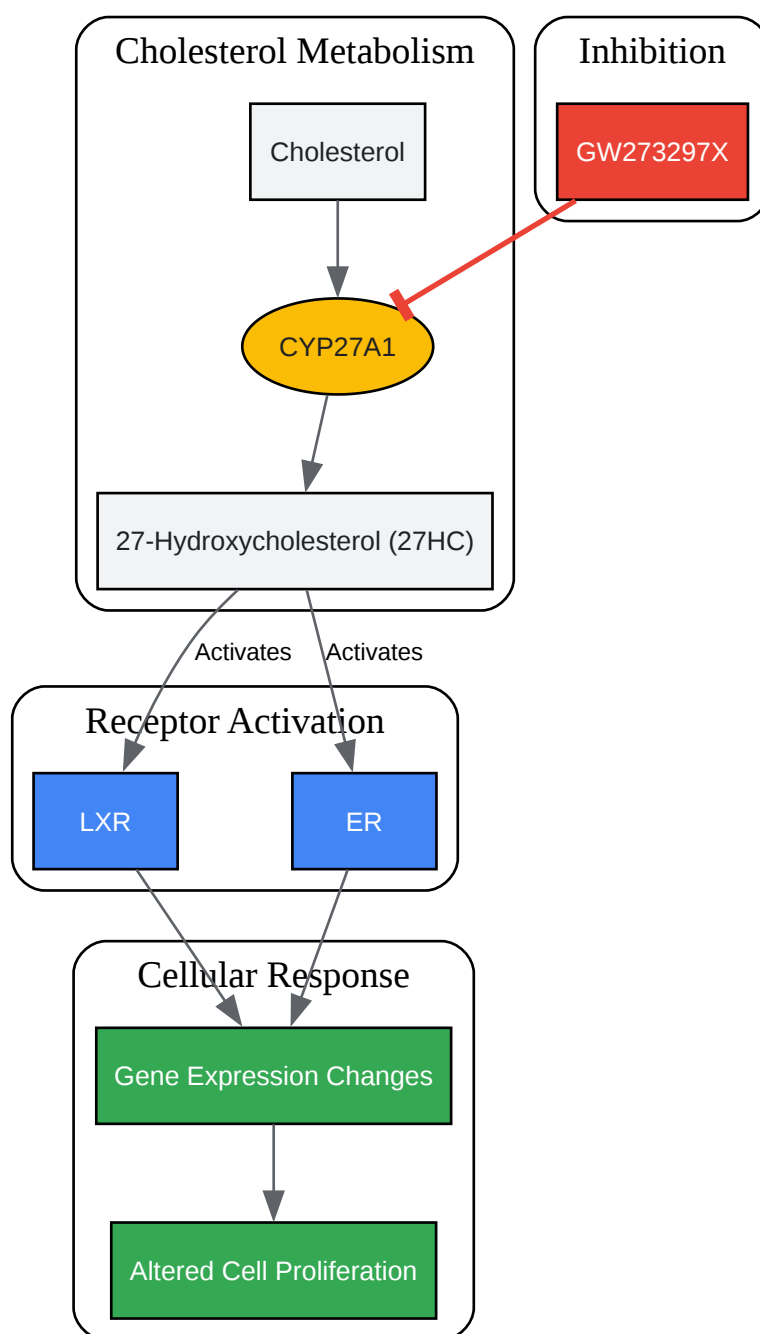 Cholesterol Metabolism
Inhibition
Cholesterol
GW273297X
CYP27A1
27-Hydroxycholesterol (27HC)
Activates
Activates
Receptor Activation
LXR
ER
Cellular Response
Gene Expression Changes
Altered Cell Proliferation